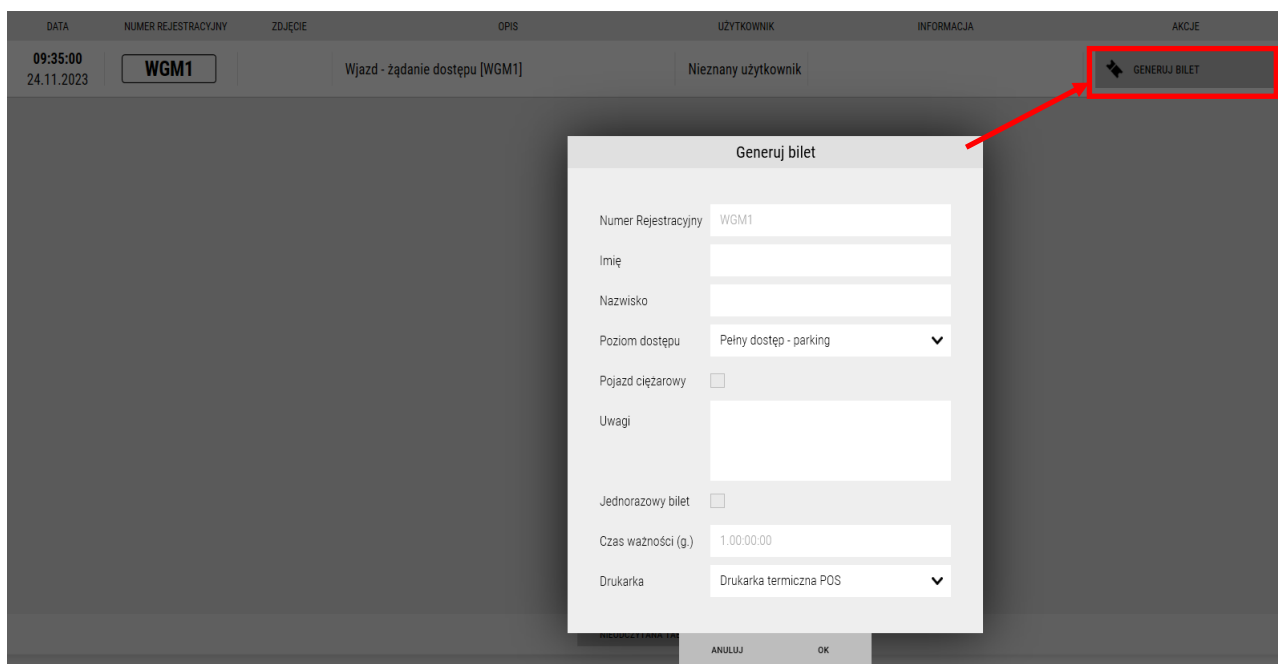 DATA NUMER REJESTRACYJNY ZDJĘCIE OPIS UŻYTKOWNIK INFORMACJA AKCJE
09:35:00
24.11.2023
WGM1
Wjazd - żądanie dostępu [WGM1]
Nieznany użytkownik
GENERUJ BILET
Generuj bilet
Numer Rejestracyjny WGM1
Imię
Nazwisko
Poziom dostępu Pełny dostęp - parking
Pojazd ciężarowy
Uwagi
Jednorazowy bilet
Czas ważności (g.) 1.00:00:00
Drukarka Drukarka termiczna POS
ANULUJ OK